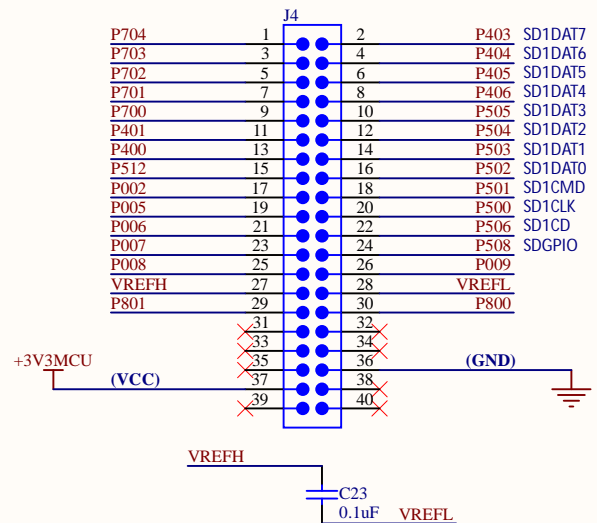 J4
P704 1 2 P403 SD1DAT7
P703 3 4 P404 SD1DAT6
P702 5 6 P405 SD1DAT5
P701 7 8 P406 SD1DAT4
P700 9 10 P505 SD1DAT3
P401 11 12 P504 SD1DAT2
P400 13 14 P503 SD1DAT1
P512 15 16 P502 SD1DAT0
P002 17 18 P501 SD1CMD
P005 19 20 P500 SD1CLK
P006 21 22 P506 SD1CD
P007 23 24 P508 SDGPIO
P008 25 26 P009
VREFH 27 28 VREFL
P801 29 30 P800
31 32
33 34
+3V3MCU 35 36 (GND)
(VCC) 37 38
39 40
VREFH
C23
0.1uF VREFL